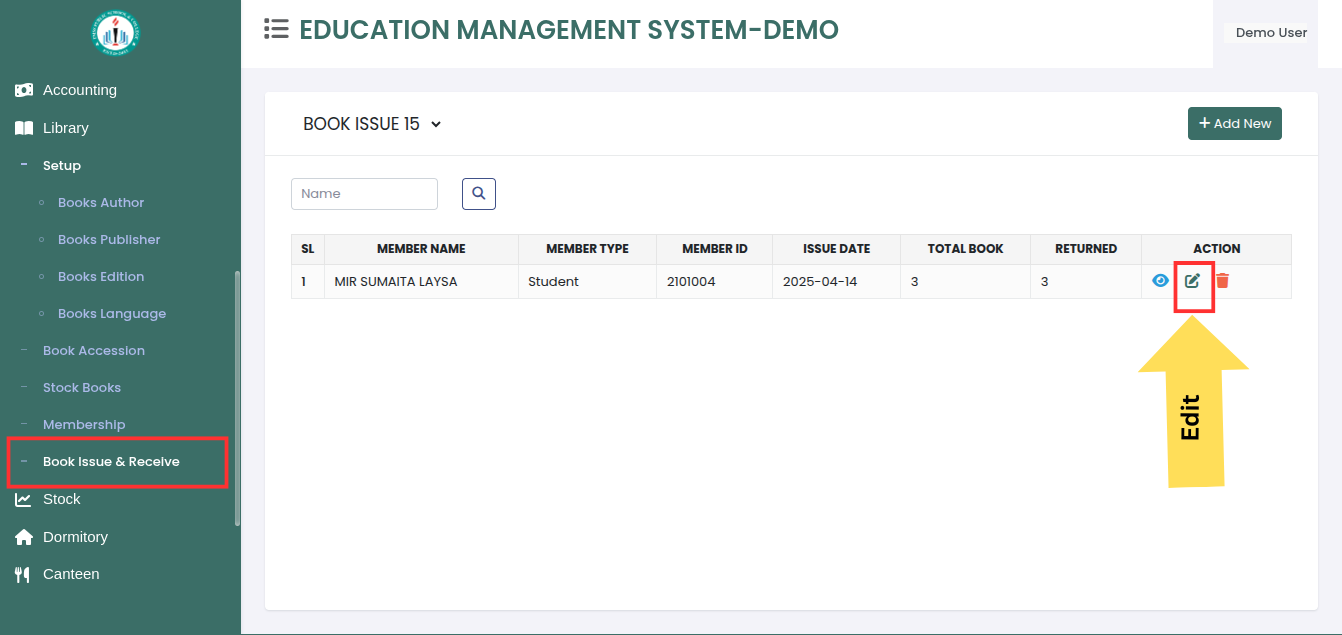 EDUCATION MANAGEMENT SYSTEM-DEMO
Demo User
Accounting
Library
Setup
Books Author
Books Publisher
Books Edition
Books Language
Book Accession
Stock Books
Membership
Book Issue & Receive
Stock
Dormitory
Canteen
BOOK ISSUE 15
+ Add New
Name
SL MEMBER NAME MEMBER TYPE MEMBER ID ISSUE DATE TOTAL BOOK RETURNED ACTION
1 MIR SUMAITA LAYSA Student 2101004 2025-04-14 3 3
Edit